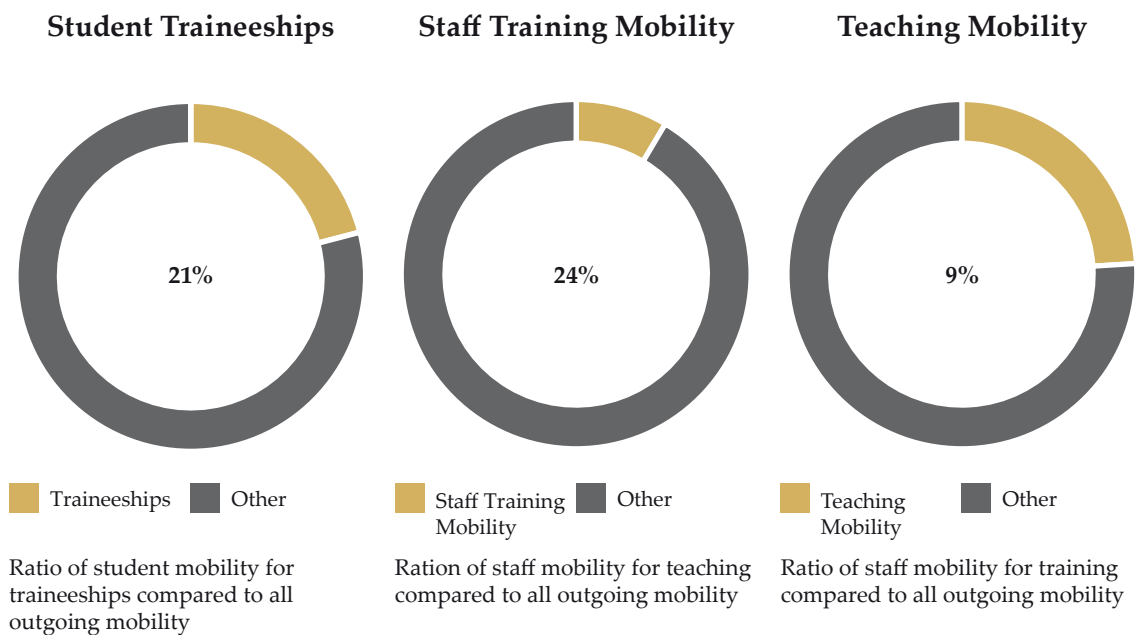 Student Traineeships
21%
Traineeships
Other
Ratio of student mobility for
traineeships compared to all
outgoing mobility
Staff Training Mobility
24%
Staff Training
Mobility
Other
Ration of staff mobility for teaching
compared to all outgoing mobility
Teaching Mobility
9%
Teaching
Mobility
Other
Ratio of staff mobility for training
compared to all outgoing mobility